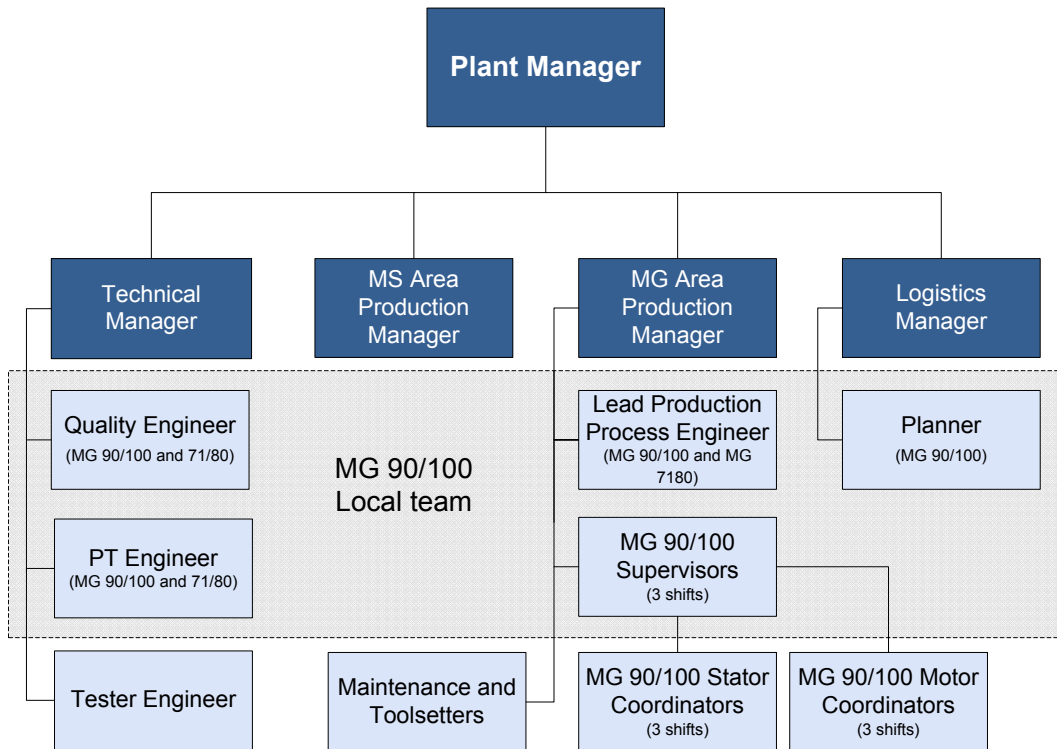 Plant Manager
Technical
Manager
MS Area
Production
Manager
MG Area
Production
Manager
Logistics
Manager
Quality Engineer
(MG 90/100 and 71/80)
MG 90/100
Local team
Lead Production
Process Engineer
(MG 90/100 and MG
7180)
Planner
(MG 90/100)
PT Engineer
(MG 90/100 and 71/80)
MG 90/100
Supervisors
(3 shifts)
Tester Engineer
Maintenance and
Toolsetters
MG 90/100 Stator
Coordinators
(3 shifts)
MG 90/100 Motor
Coordinators
(3 shifts)